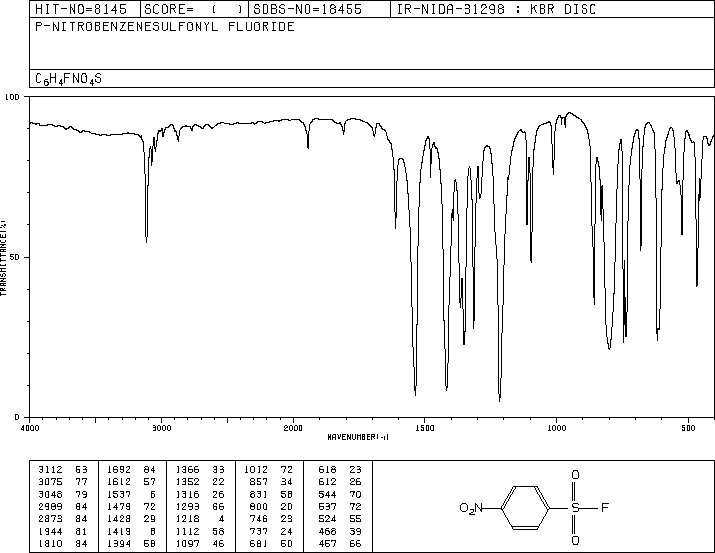 HIT-NO=8145 SCORE= ( ) SDBS-NO=18455 IR-NIDA-31298 : KBR DISC
P-NITROBENZENESULFONYL FLUORIDE
C6H4FNO4S
100
50
0
TRANSMITTANCE(%)
4000 3000 2000 1500 1000 500
WAVENUMBER(-1)
3112 53 1692 84 1366 33 1012 72 618 23
3075 77 1612 57 1352 22 857 34 612 26
3048 79 1537 6 1316 26 831 58 544 70
2989 84 1479 72 1293 66 800 20 537 72
2873 84 1428 29 1218 4 746 23 524 55
1944 81 1419 8 1112 58 737 24 468 39
1810 84 1394 58 1097 46 681 50 457 66
O
O2N S F
O